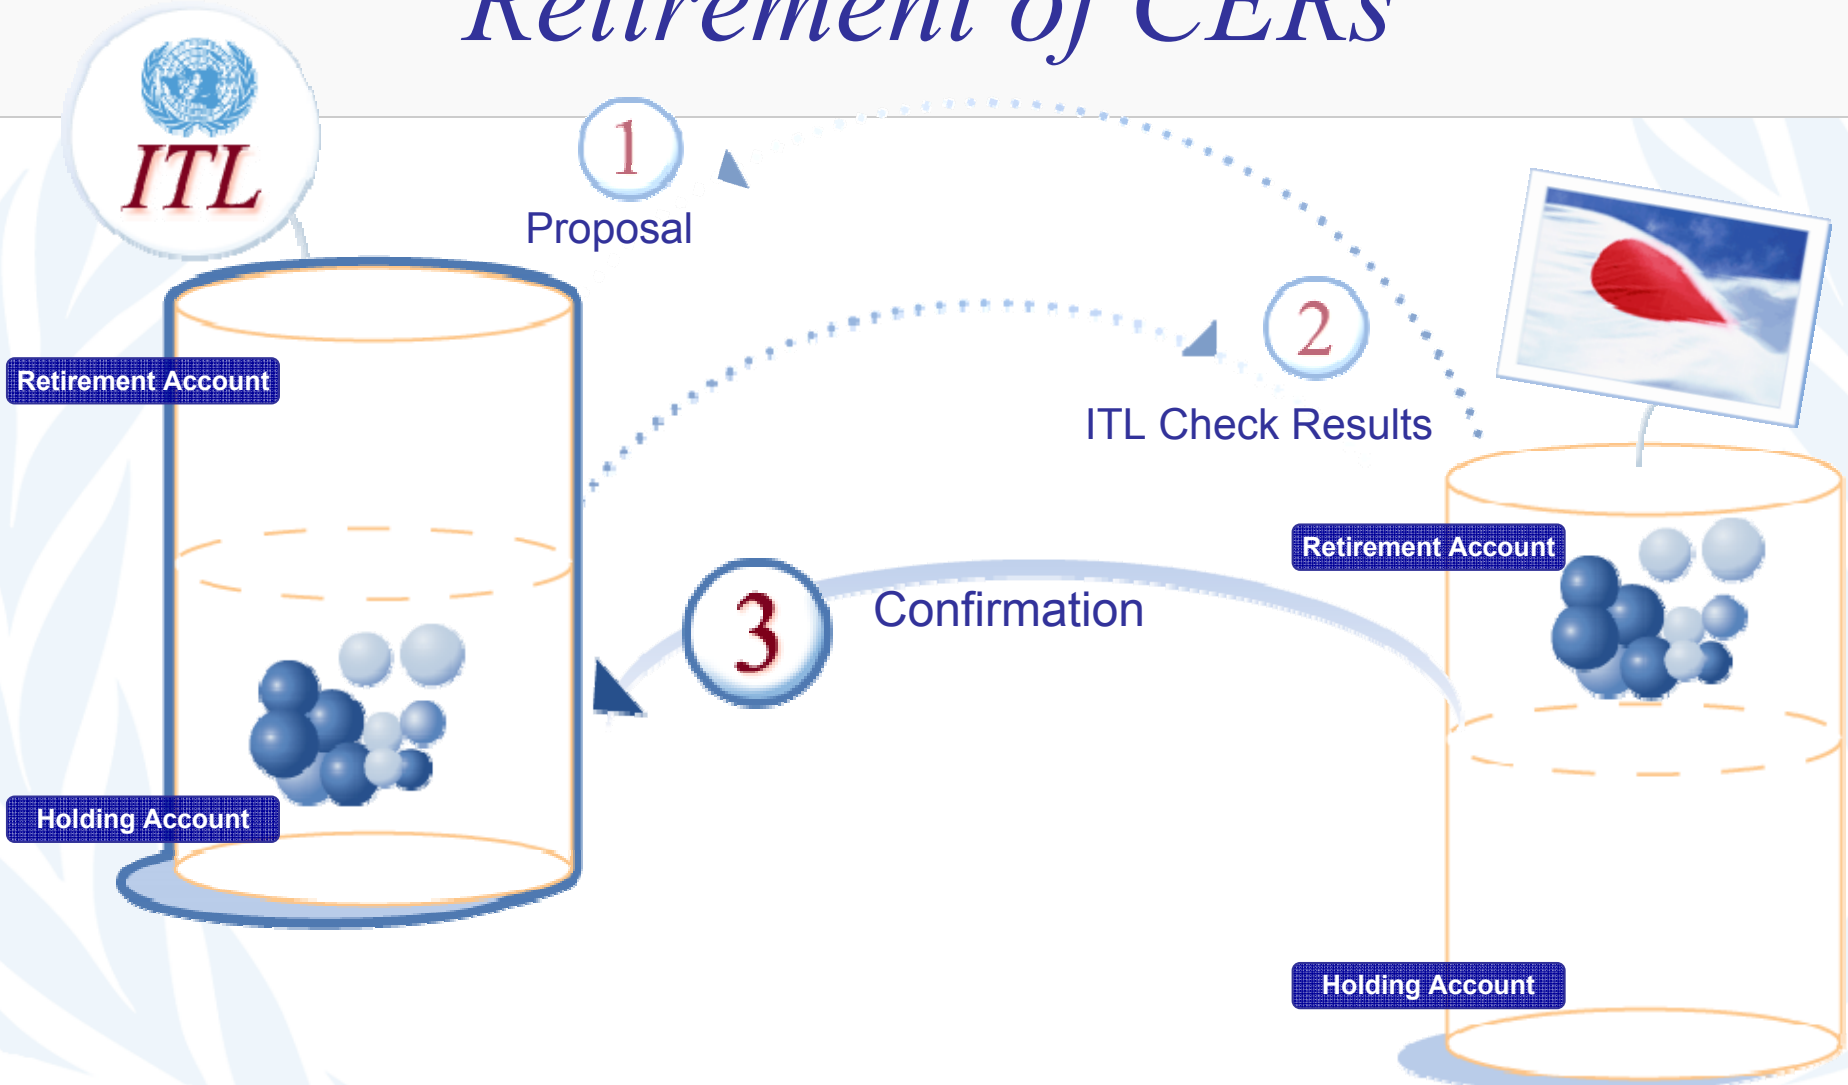 Retirement of CERs
ITL
1
Proposal
2
ITL Check Results
Retirement Account
Holding Account
3
Confirmation
Retirement Account
Holding Account